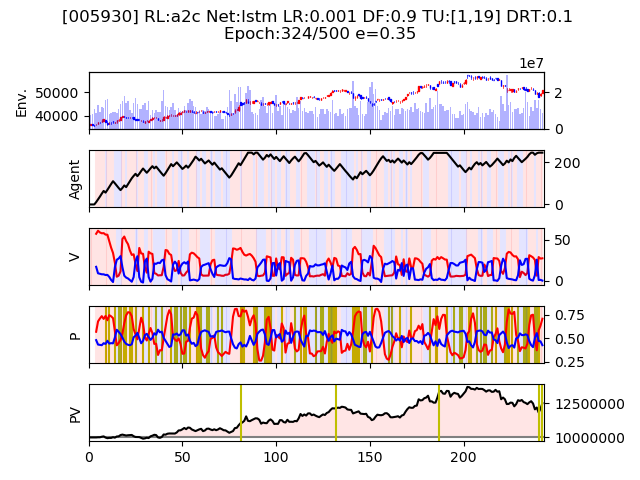 [005930] RL:a2c Net:lstm LR:0.001 DF:0.9 TU:[1,19] DRT:0.1
Epoch:324/500 e=0.35
1e7
Env.
50000
40000
2
0
Agent
200
0
V
50
0
P
0.75
0.50
0.25
PV
12500000
10000000
0 50 100 150 200